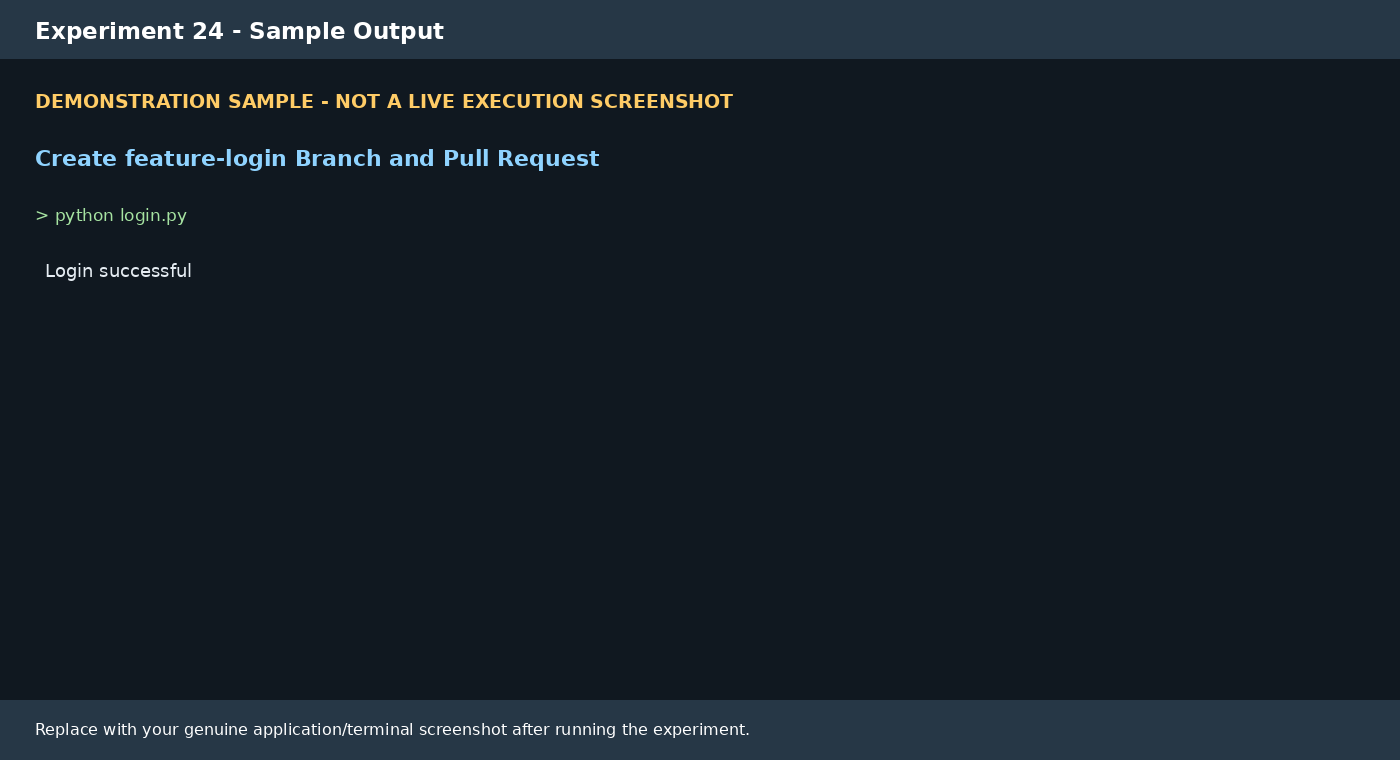 Experiment 24 - Sample Output
DEMONSTRATION SAMPLE - NOT A LIVE EXECUTION SCREENSHOT
Create feature-login Branch and Pull Request
> python login.py
Login successful
Replace with your genuine application/terminal screenshot after running the experiment.